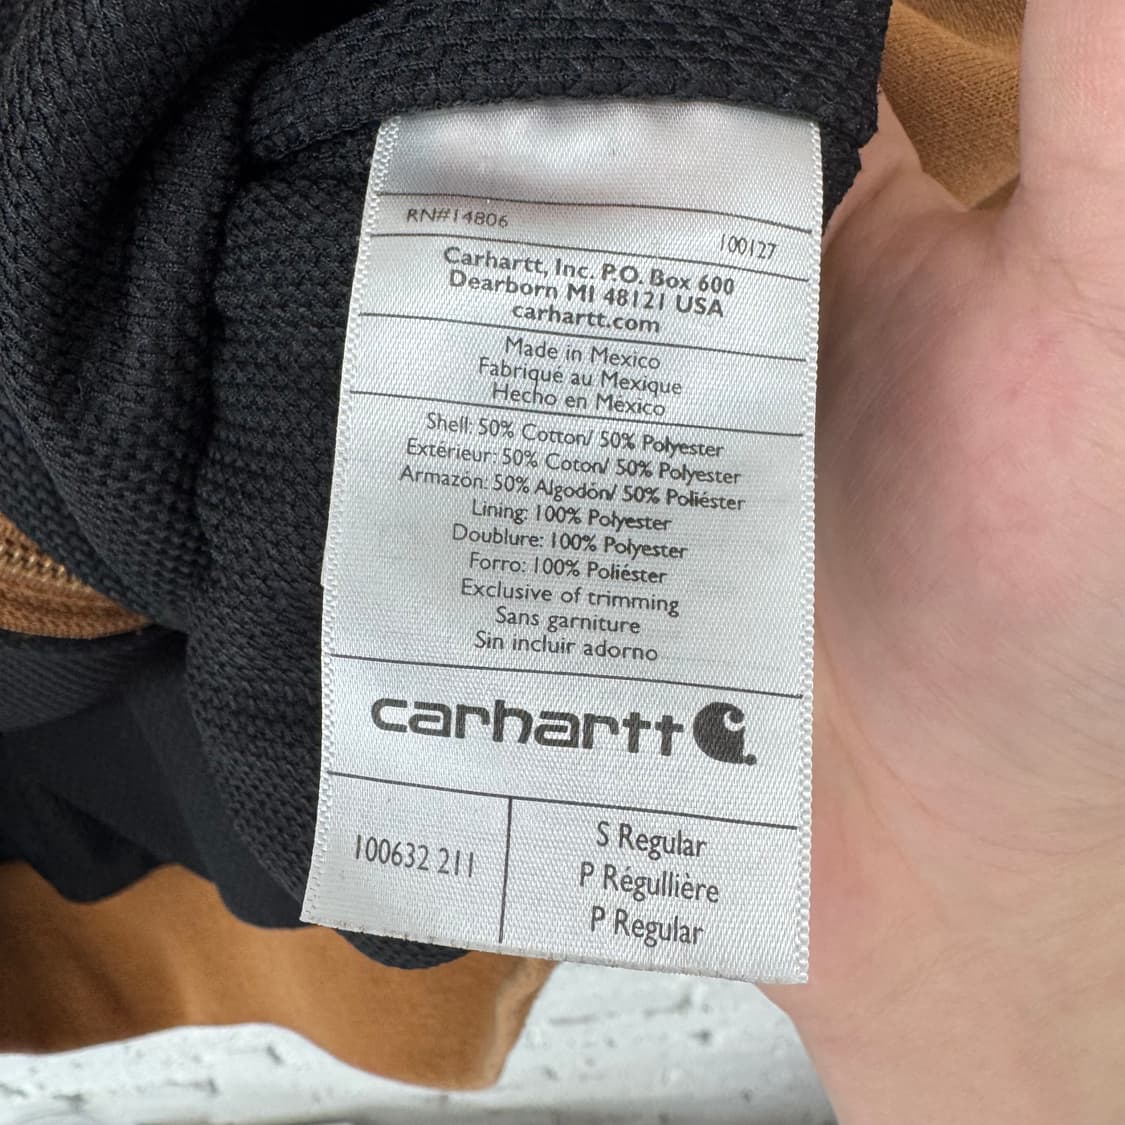 RN#14806 100127
Carhartt, Inc. P.O. Box 600
Dearborn MI 48121 USA
carhartt.com
Made in Mexico
Fabrique au Mexique
Hecho en México
Shell: 50% Cotton/ 50% Polyester
Extérieur: 50% Coton/ 50% Polyester
Armazón: 50% Algodón/ 50% Poliéster
Lining: 100% Polyester
Doublure: 100% Polyester
Forro: 100% Poliéster
Exclusive of trimming
Sans garniture
Sin incluir adorno
carhartt
100632 211
S Regular
P Régullière
P Regular